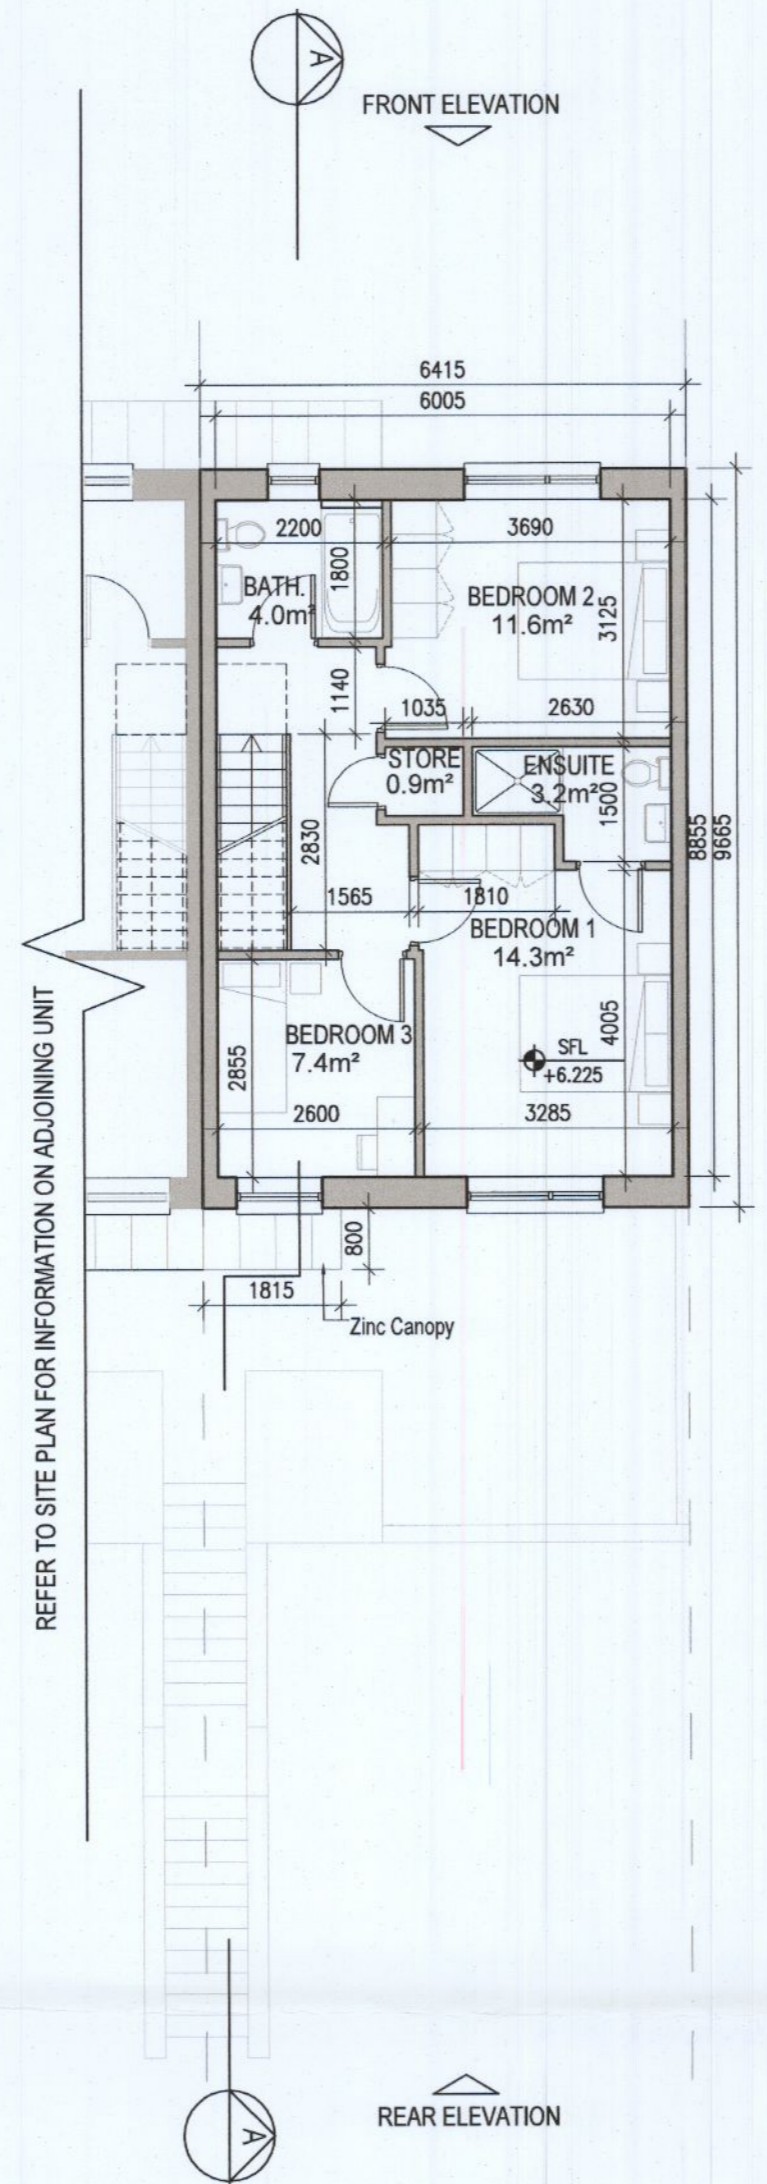 A
FRONT ELEVATION
6415
6005
2200
3690
1800
BATH.
4.0m²
BEDROOM 2
11.6m²
3125
1140
1035
2630
STORE
0.9m²
ENSUITE
3.2m²
1500
8855
9665
2830
1565
1810
BEDROOM 1
14.3m²
REFER TO SITE PLAN FOR INFORMATION ON ADJOINING UNIT
BEDROOM 3
7.4m²
2855
4005
SFL
+6.225
2600
3285
800
1815
Zinc Canopy
REAR ELEVATION
A